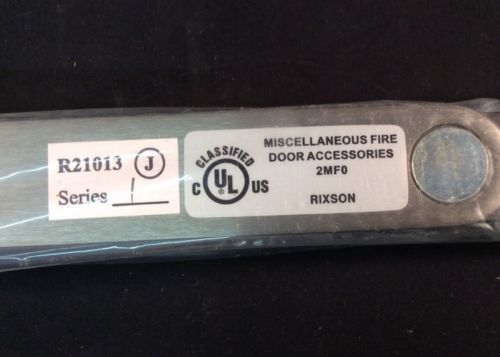 R21013 J
Series 1
CLASSIFIED
C UL US
MISCELLANEOUS FIRE
DOOR ACCESSORIES
2MF0
RIXSON